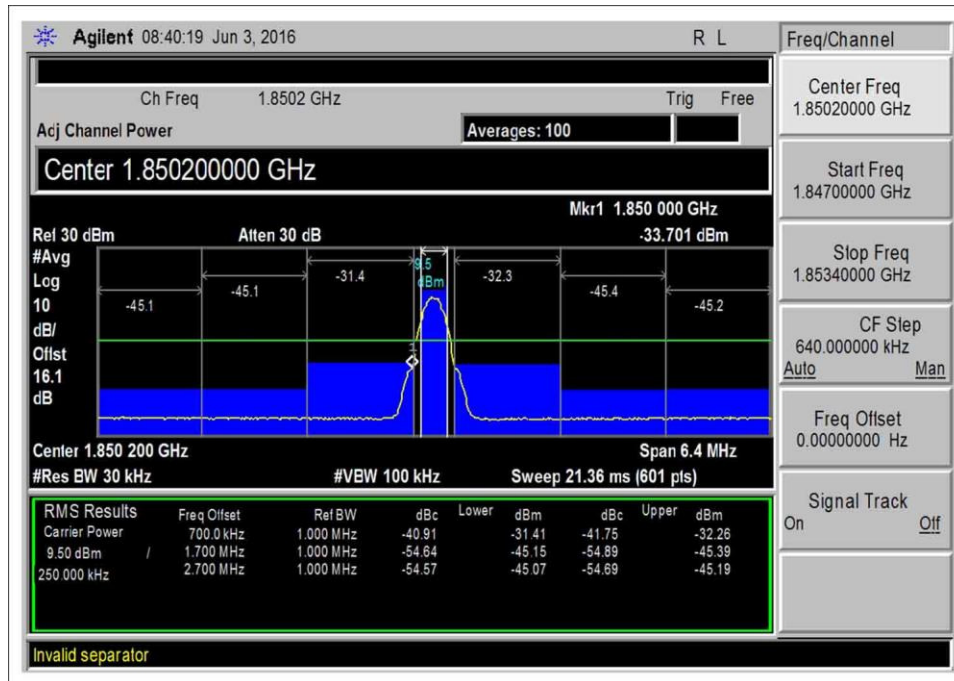 Agilent 08:40:19 Jun 3, 2016 R L
Ch Freq 1.8502 GHz Trig Free
Adj Channel Power Averages: 100
Center 1.850200000 GHz
Mkr1 1.850 000 GHz
Ref 30 dBm Atten 30 dB -33.701 dBm
#Avg
Log
10
dB/
Offst
16.1
dB
-45.1 -45.1 -31.4 9.5 dBm -32.3 -45.4 -45.2
1
Center 1.850 200 GHz Span 6.4 MHz
#Res BW 30 kHz #VBW 100 kHz Sweep 21.36 ms (601 pts)
RMS Results Freq Offset Ref BW dBc Lower dBm dBc Upper dBm
Carrier Power 700.0 kHz 1.000 MHz -40.91 -31.41 -41.75 -32.26
9.50 dBm / 1.700 MHz 1.000 MHz -54.64 -45.15 -54.89 -45.39
250.000 kHz 2.700 MHz 1.000 MHz -54.57 -45.07 -54.69 -45.19
Invalid separator
Freq/Channel
Center Freq
1.85020000 GHz
Start Freq
1.84700000 GHz
Stop Freq
1.85340000 GHz
CF Step
640.000000 kHz
Auto Man
Freq Offset
0.00000000 Hz
Signal Track
On Off